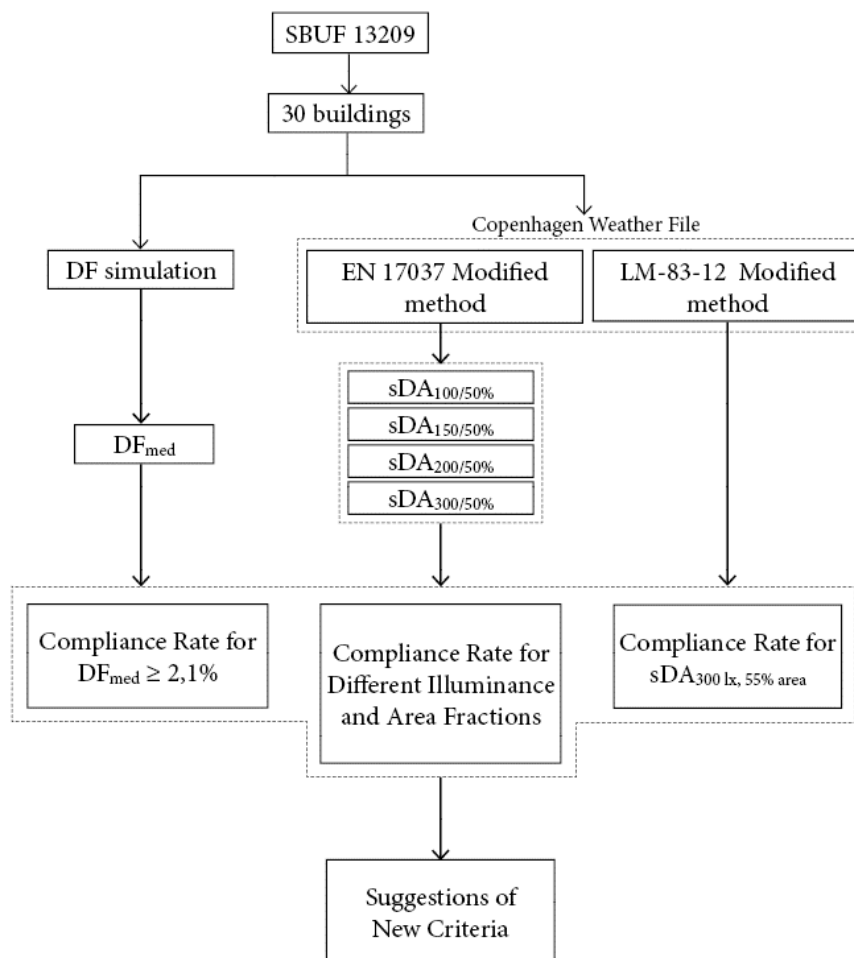 SBUF 13209
30 buildings
Copenhagen Weather File
DF simulation
EN 17037 Modified
method
LM-83-12 Modified
method
sDA100/50%
sDA150/50%
sDA200/50%
sDA300/50%
DFmed
Compliance Rate for
DFmed ≥ 2,1%
Compliance Rate for
Different Illuminance
and Area Fractions
Compliance Rate for
sDA300 lx, 55% area
Suggestions of
New Criteria